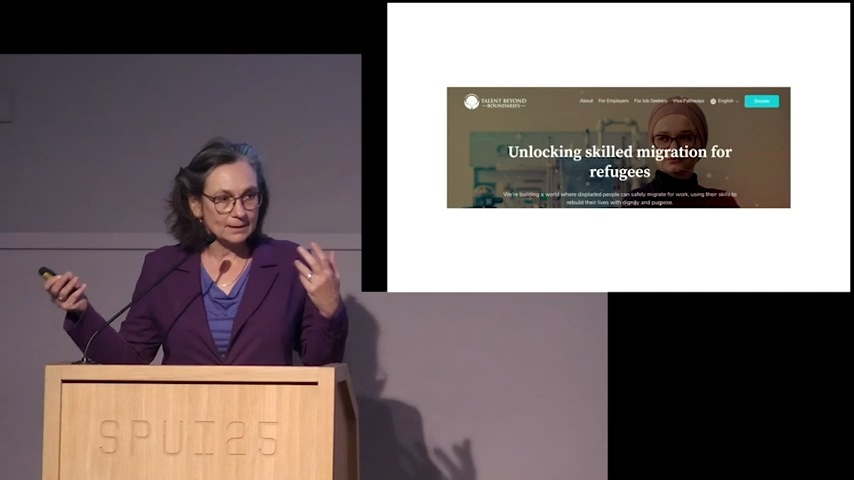 TALENT BEYOND
BOUNDARIES
About For Employers For Job Seekers Visa Pathways English Donate
Unlocking skilled migration for
refugees
We're building a world where displaced people can safely migrate for work, using their skills to
rebuild their lives with dignity and purpose.
SPUI25